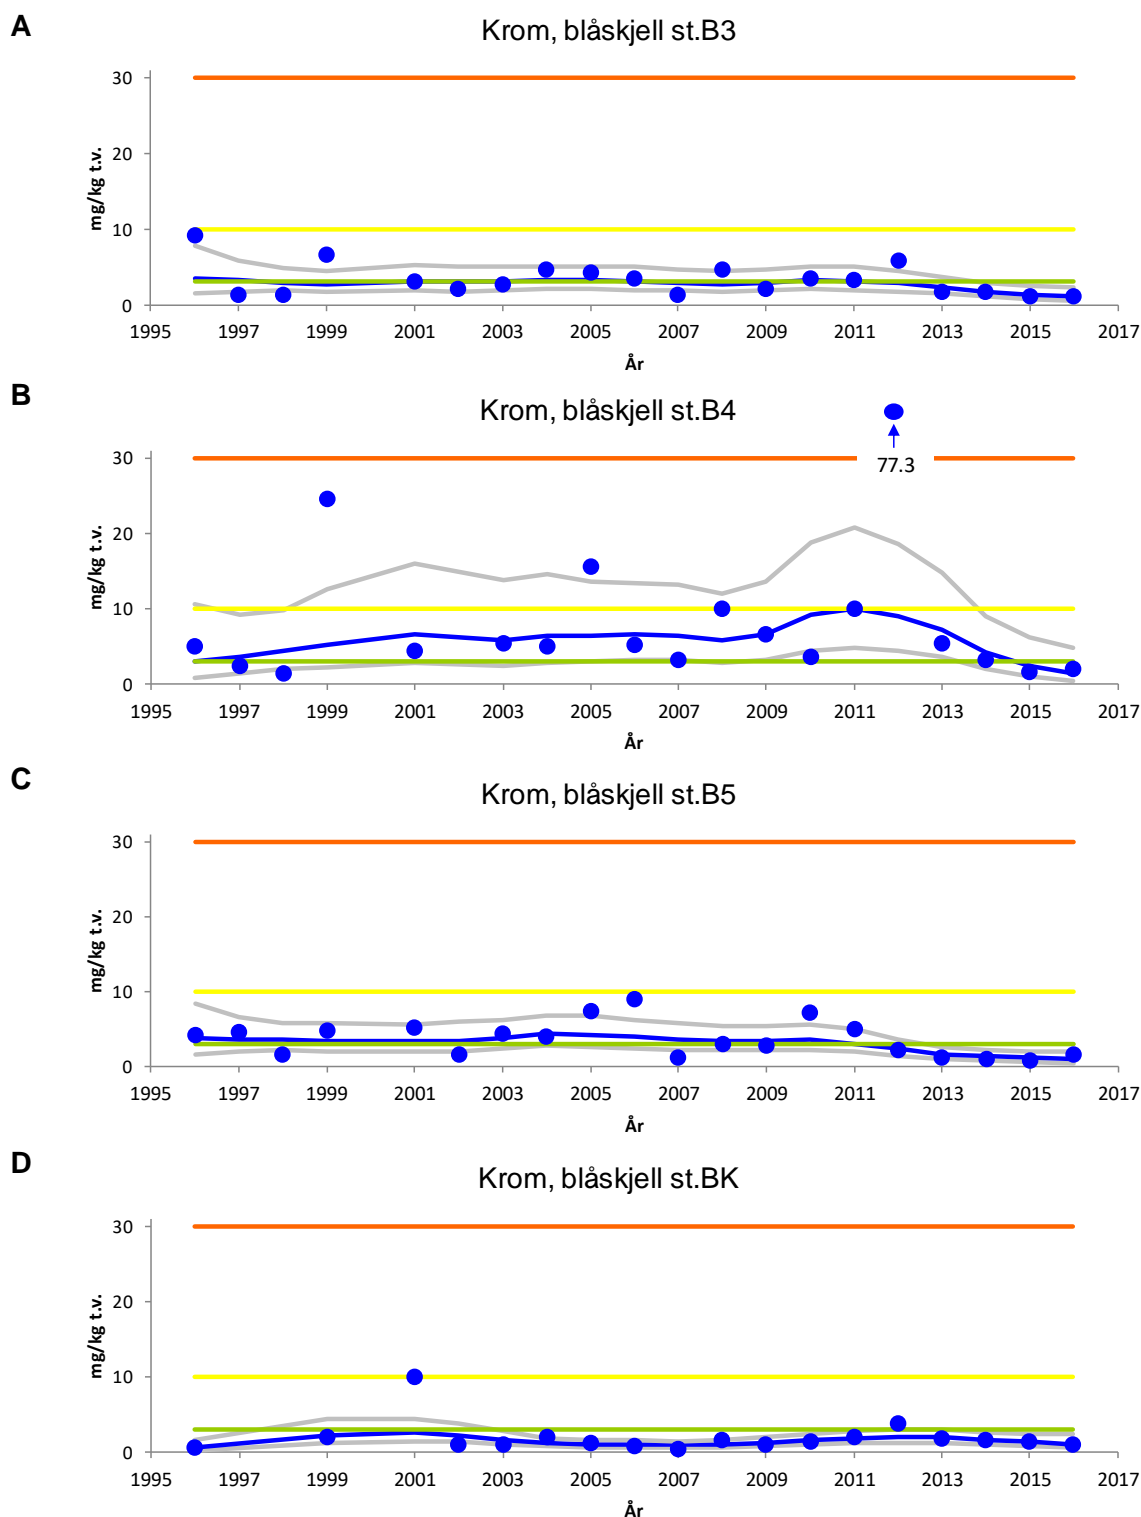 A
Krom, blåskjell st.B3
mg/kg t.v.
30
20
10
0
1995 1997 1999 2001 2003 2005 2007 2009 2011 2013 2015 2017
År
B
Krom, blåskjell st.B4
77.3
mg/kg t.v.
30
20
10
0
1995 1997 1999 2001 2003 2005 2007 2009 2011 2013 2015 2017
År
C
Krom, blåskjell st.B5
mg/kg t.v.
30
20
10
0
1995 1997 1999 2001 2003 2005 2007 2009 2011 2013 2015 2017
År
D
Krom, blåskjell st.BK
mg/kg t.v.
30
20
10
0
1995 1997 1999 2001 2003 2005 2007 2009 2011 2013 2015 2017
År